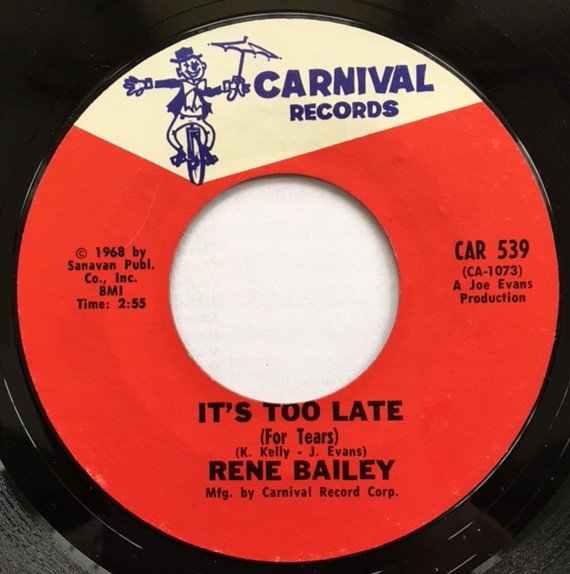 CARNIVAL
RECORDS
© 1968 by
Sanavan Publ.
Co., Inc.
BMI
Time: 2:55
CAR 539
(CA-1073)
A Joe Evans
Production
IT'S TOO LATE
(For Tears)
(K. Kelly - J. Evans)
RENE BAILEY
Mfg. by Carnival Record Corp.